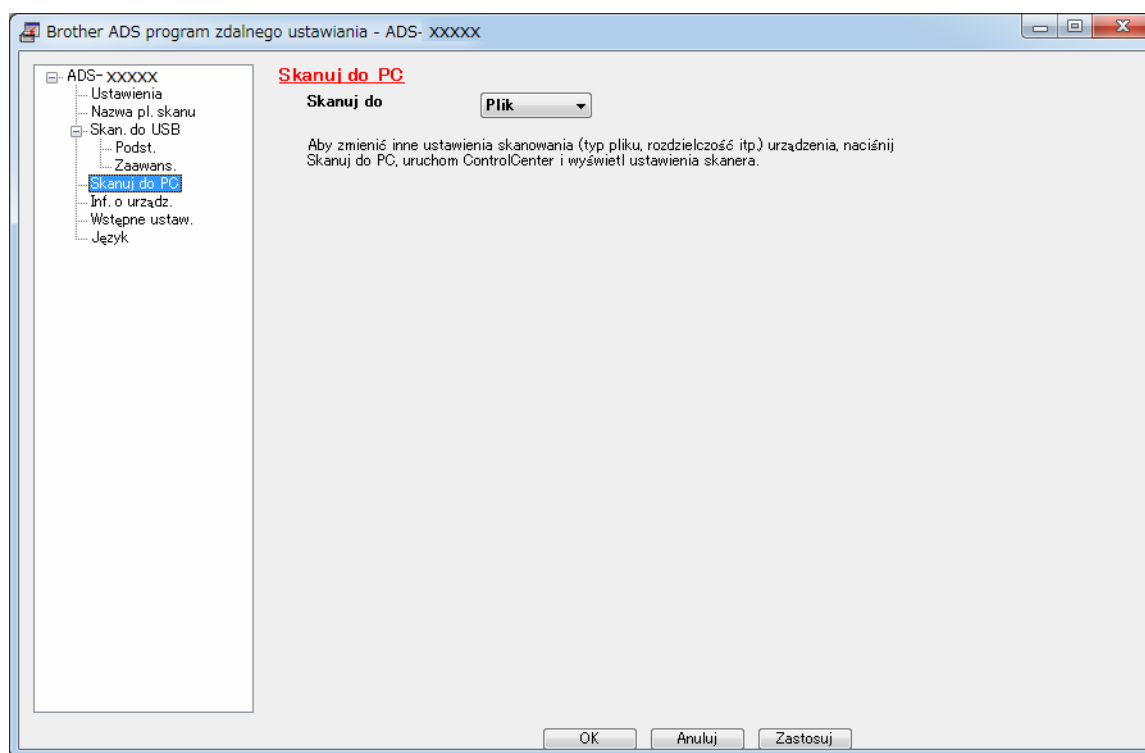 Brother ADS program zdalnego ustawiania - ADS- XXXXX
ADS- XXXXX
Ustawienia
Nazwa pl. skanu
Skan. do USB
Podst.
Zaawans.
Skanuj do PC
Inf. o urządz.
Wstępne ustaw.
Język
Skanuj do PC
Skanuj do Plik
Aby zmienić inne ustawienia skanowania (typ pliku, rozdzielczość itp.) urządzenia, naciśnij
Skanuj do PC, uruchom ControlCenter i wyświetl ustawienia skanera.
OK Anuluj Zastosuj